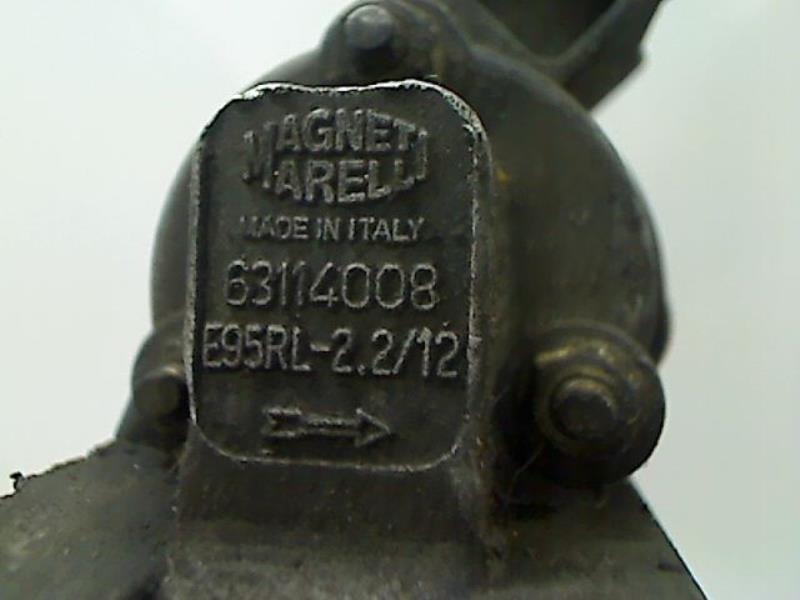 MAGNETI
MARELLI
MADE IN ITALY
63114008
E95RL-2.2/12